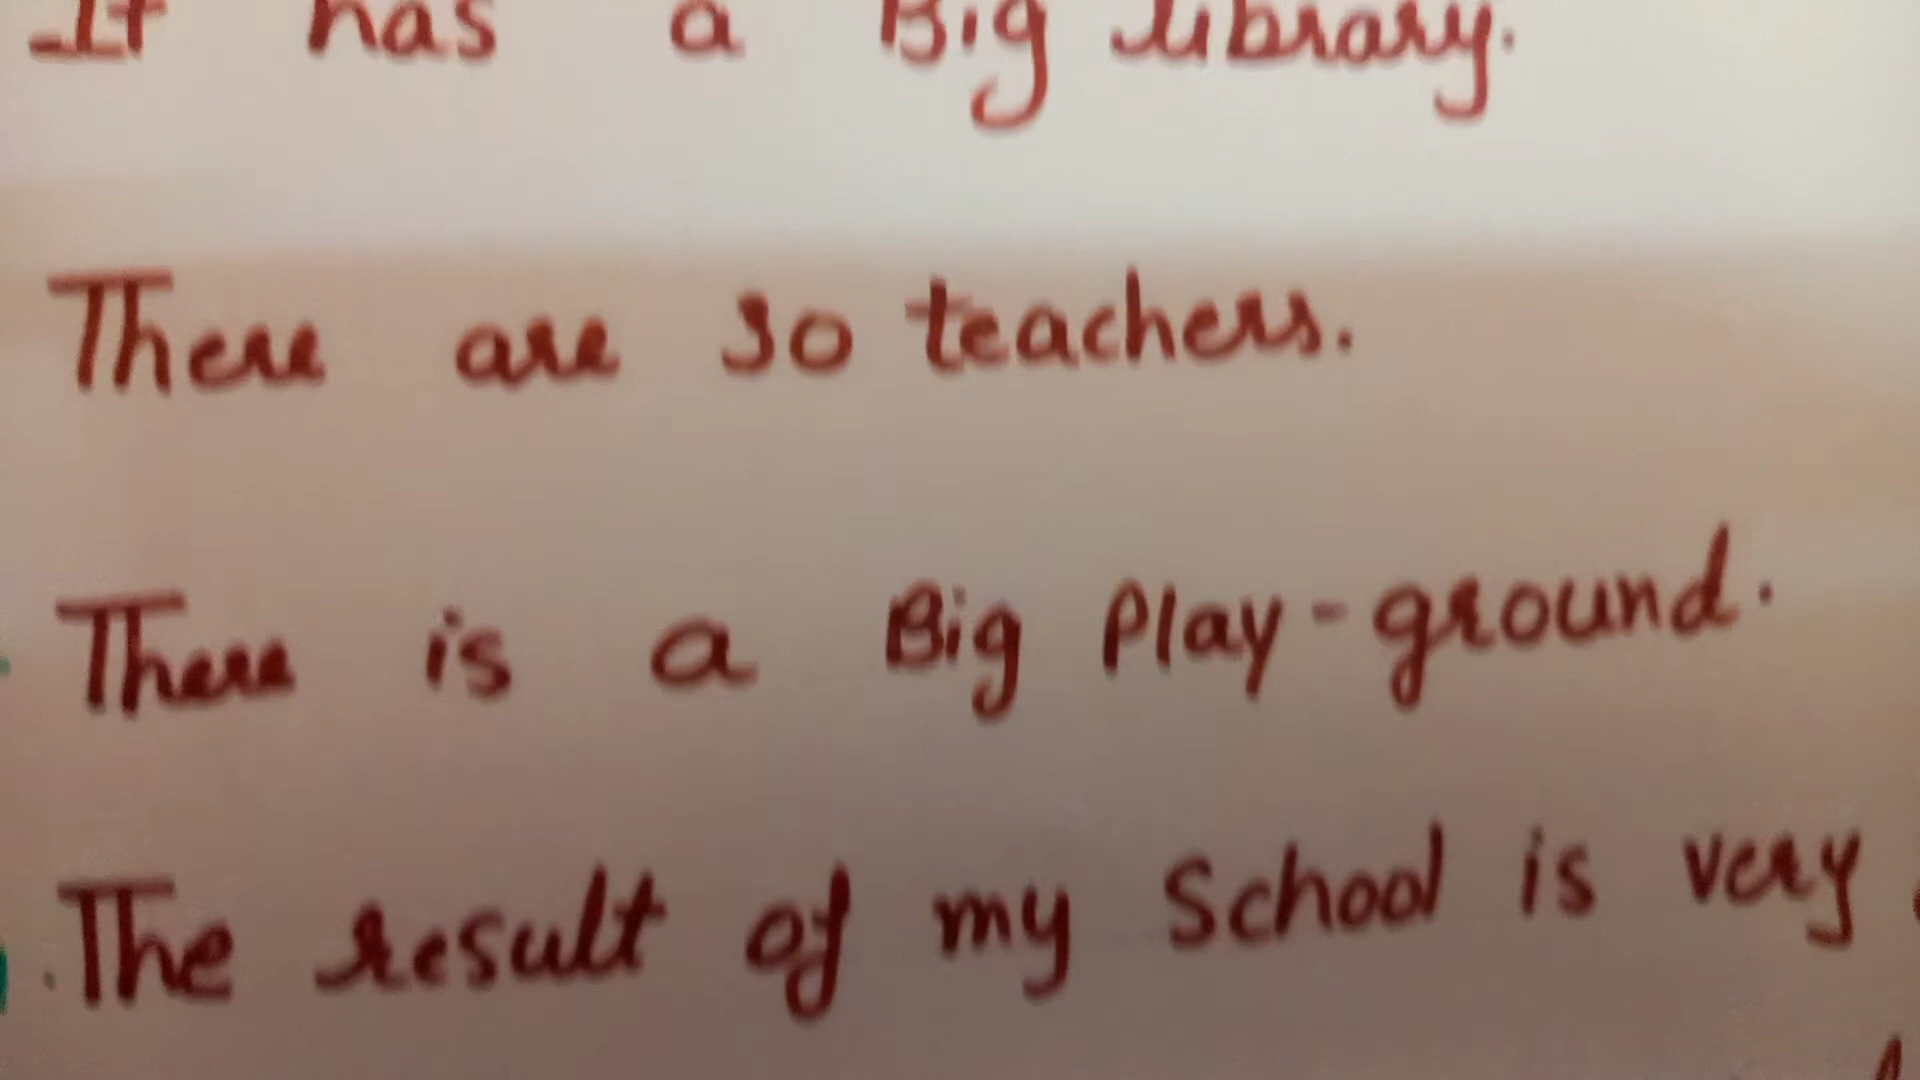 It has a Big library.
There are 30 teachers.
There is a Big Play-ground.
The result of my School is very